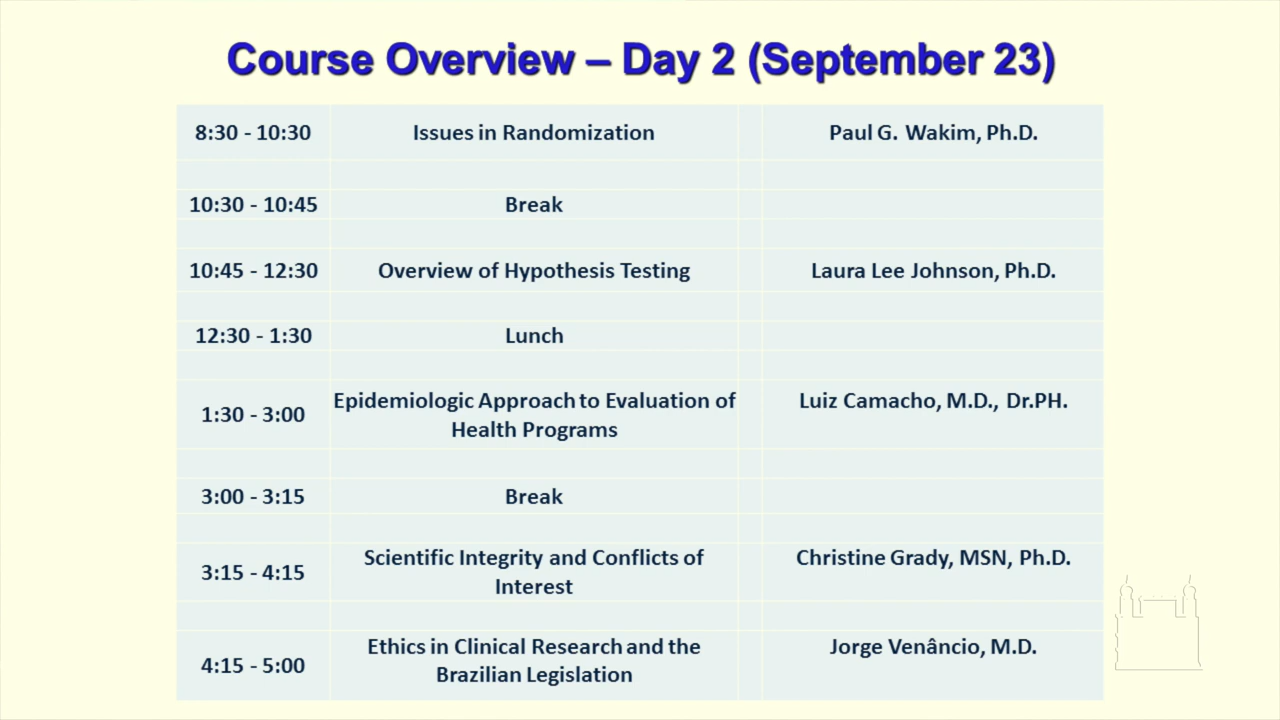 Course Overview – Day 2 (September 23)
8:30 - 10:30 Issues in Randomization Paul G. Wakim, Ph.D.
10:30 - 10:45 Break
10:45 - 12:30 Overview of Hypothesis Testing Laura Lee Johnson, Ph.D.
12:30 - 1:30 Lunch
1:30 - 3:00 Epidemiologic Approach to Evaluation of Luiz Camacho, M.D., Dr.PH.
Health Programs
3:00 - 3:15 Break
3:15 - 4:15 Scientific Integrity and Conflicts of Christine Grady, MSN, Ph.D.
Interest
4:15 - 5:00 Ethics in Clinical Research and the Jorge Venâncio, M.D.
Brazilian Legislation